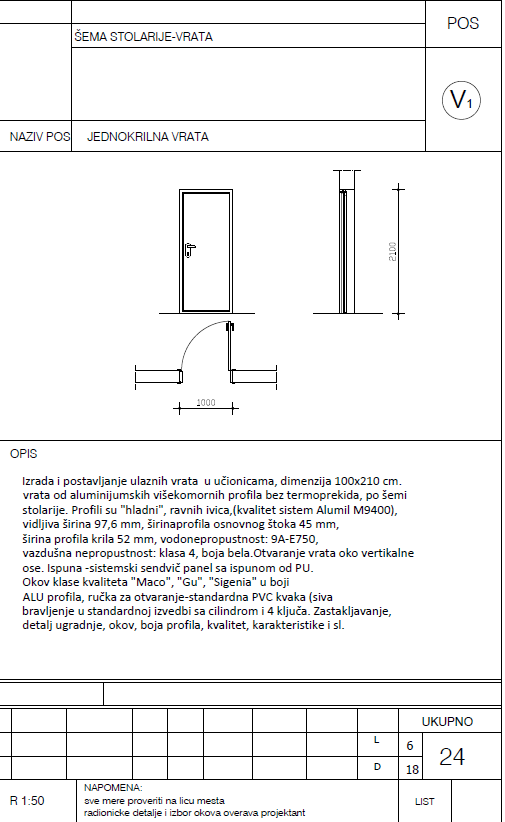 POS
ŠEMA STOLARIJE-VRATA
V1
NAZIV POS
JEDNOKRILNA VRATA
2100
1000
OPIS
Izrada i postavljanje ulaznih vrata u učionicama, dimenzija 100x210 cm.
vrata od aluminijumskih višekomornih profila bez termoprekida, po šemi
stolarije. Profili su "hladni", ravnih ivica,(kvalitet sistem Alumil M9400),
vidljiva širina 97,6 mm, širinaprofila osnovnog štoka 45 mm,
širina profila krila 52 mm, vodonepropustnost: 9A-E750,
vazdušna nepropustnost: klasa 4, boja bela.Otvaranje vrata oko vertikalne
ose. Ispuna -sistemski sendvič panel sa ispunom od PU.
Okov klase kvaliteta "Maco", "Gu", "Sigenia" u boji
ALU profila, ručka za otvaranje-standardna PVC kvaka (siva
bravljenje u standardnoj izvedbi sa cilindrom i 4 ključa. Zastakljavanje,
detalj ugradnje, okov, boja profila, kvalitet, karakteristike i sl.
UKUPNO
L 6
24
D 18
R 1:50
NAPOMENA:
sve mere proveriti na licu mesta
radionicke detalje i izbor okova overava projektant
LIST